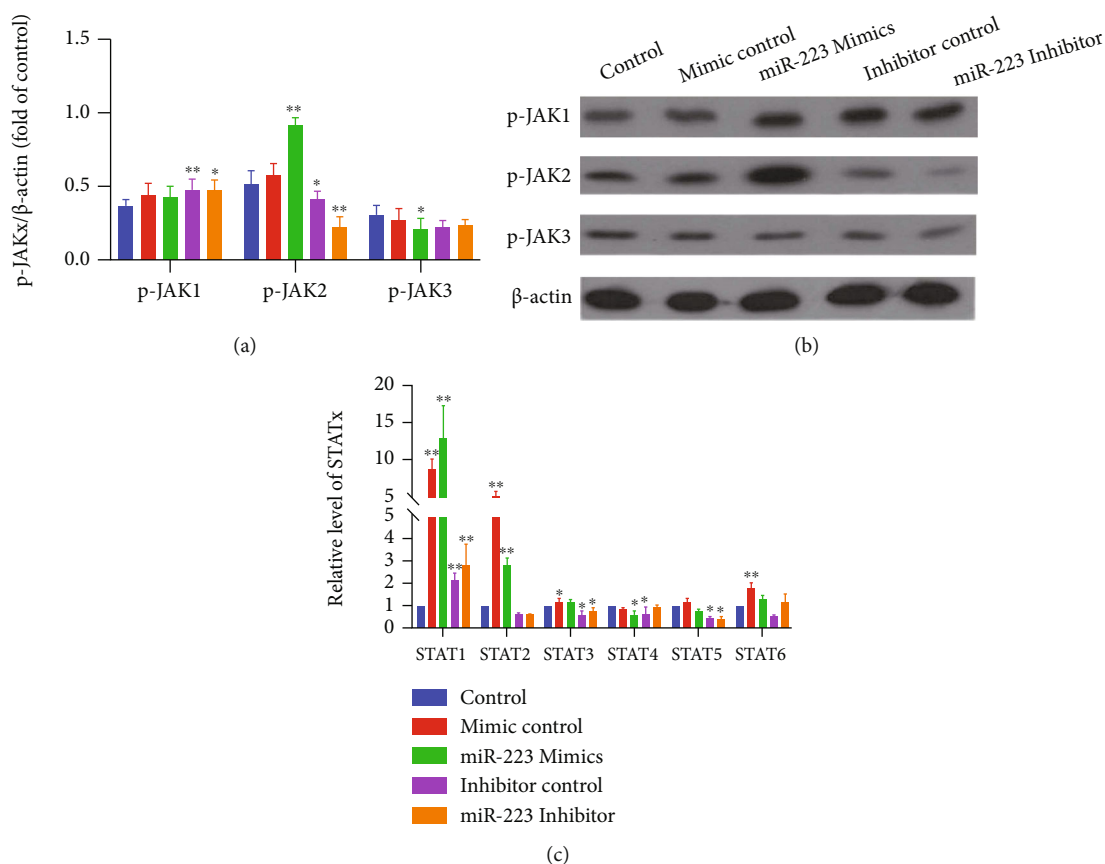 p-JAKx/β-actin (fold of control)
1.5
1.0
0.5
0.0
**
*
**
*
**
*
p-JAK1
p-JAK2
p-JAK3
(a)
Control
Mimic control
miR-223 Mimics
Inhibitor control
miR-223 Inhibitor
p-JAK1
p-JAK2
p-JAK3
β-actin
(b)
Relative level of STATx
20
15
10
5
5
4
3
2
1
0
**
**
**
**
**
**
*
*
*
*
*
*
*
**
STAT1
STAT2
STAT3
STAT4
STAT5
STAT6
Control
Mimic control
miR-223 Mimics
Inhibitor control
miR-223 Inhibitor
(c)